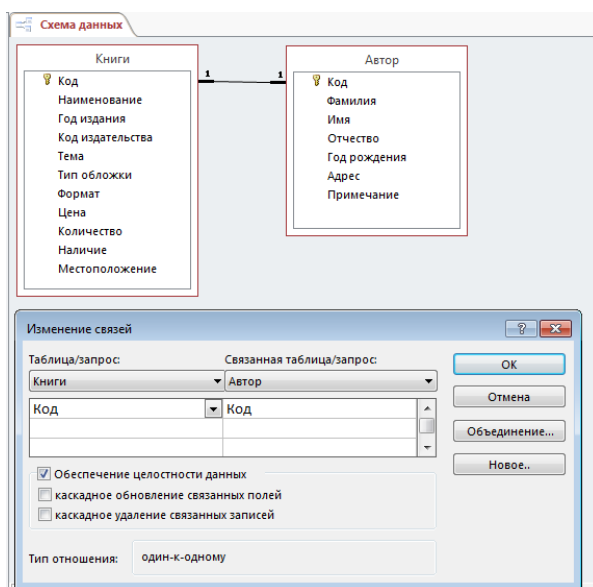 Схема данных
Книги
Код
Наименование
Год издания
Код издательства
Тема
Тип обложки
Формат
Цена
Количество
Наличие
Местоположение
1 1
Автор
Код
Фамилия
Имя
Отчество
Год рождения
Адрес
Примечание
Изменение связей
Таблица/запрос: Связанная таблица/запрос:
Книги Автор
Код Код
Обеспечение целостности данных
каскадное обновление связанных полей
каскадное удаление связанных записей
Тип отношения: один-к-одному
ОК
Отмена
Объединение...
Новое..